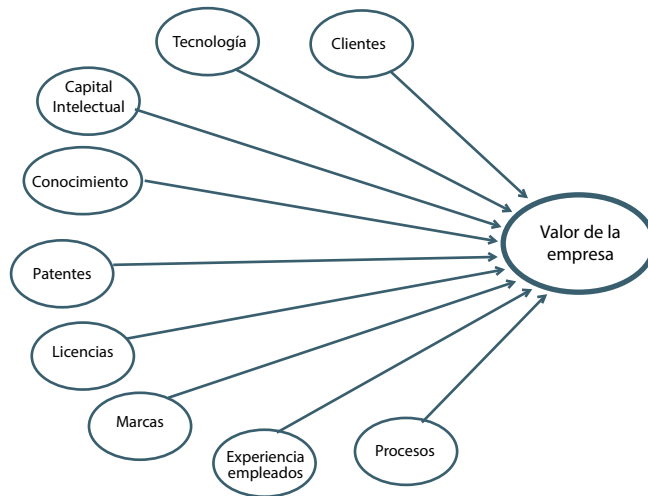 Tecnología
Clientes
Capital
Intelectual
Conocimiento
Valor de la
empresa
Patentes
Licencias
Marcas
Experiencia
empleados
Procesos